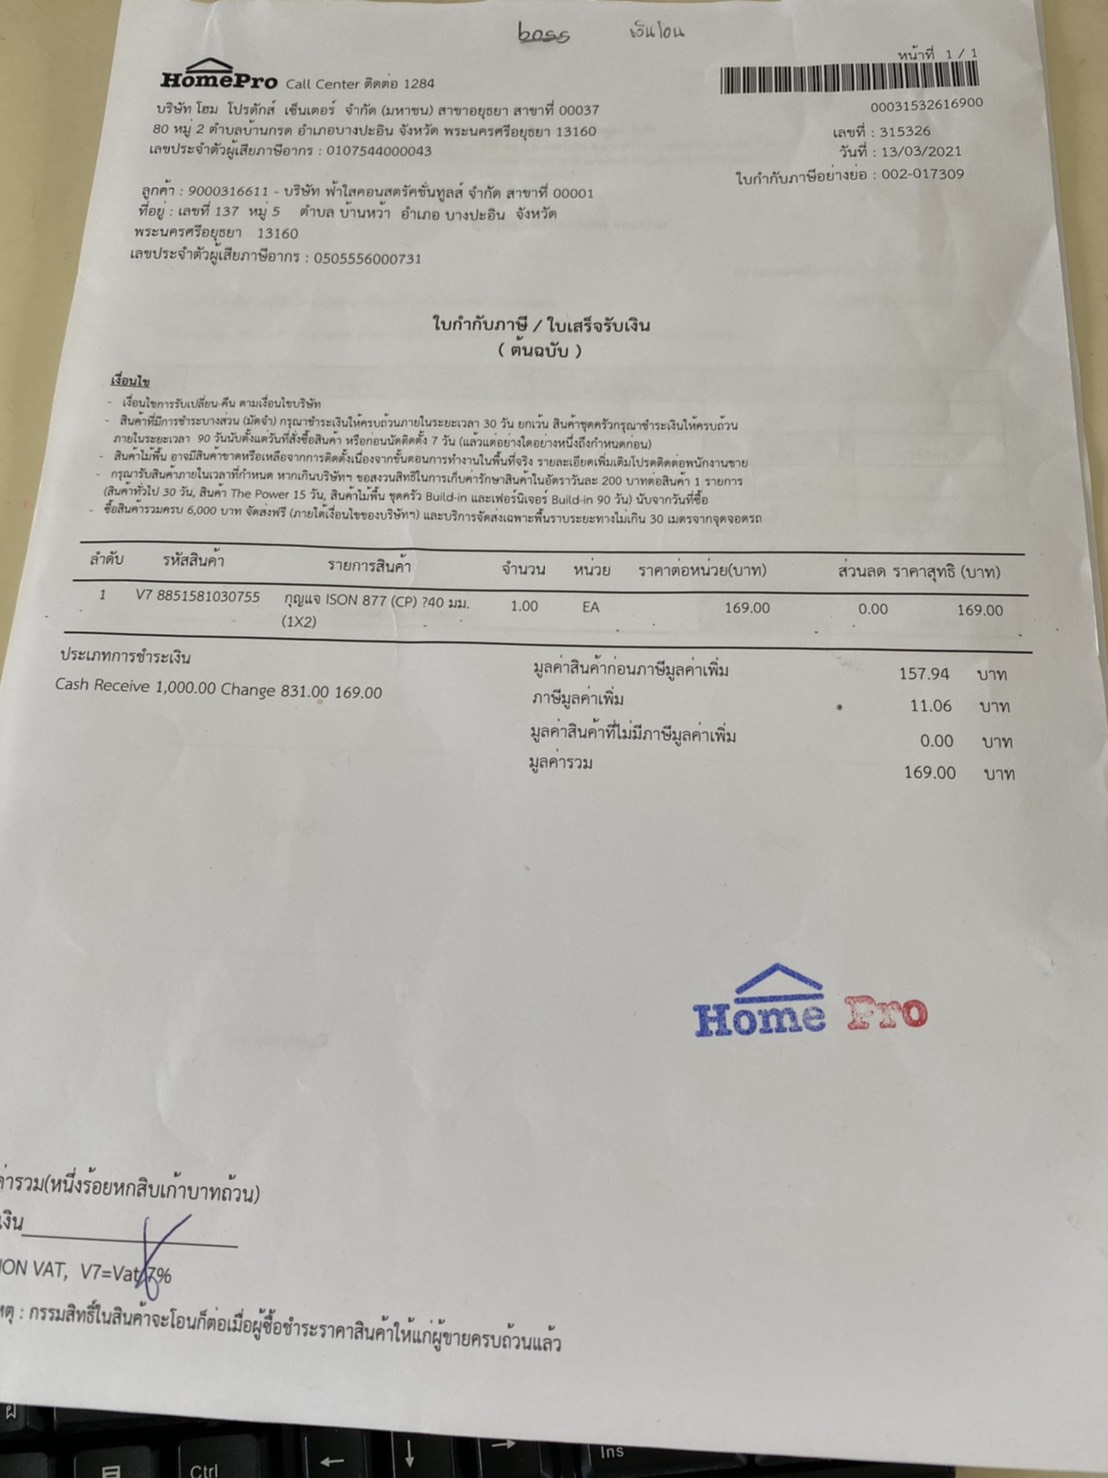 boss เงินโอน
หน้าที่ 1 / 1
HomePro Call Center ติดต่อ 1284
00031532616900
บริษัท โฮม โปรดักส์ เซ็นเตอร์ จำกัด (มหาชน) สาขาอยุธยา สาขาที่ 00037
80 หมู่ 2 ตำบลบ้านกรด อำเภอบางปะอิน จังหวัด พระนครศรีอยุธยา 13160
เลขประจำตัวผู้เสียภาษีอากร : 0107544000043
เลขที่ : 315326
วันที่ : 13/03/2021
ใบกำกับภาษีอย่างย่อ : 002-017309
ลูกค้า : 9000316611 - บริษัท ฟ้าใสคอนสตรัคชั่นทูลส์ จำกัด สาขาที่ 00001
ที่อยู่ : เลขที่ 137 หมู่ 5 ตำบล บ้านหว้า อำเภอ บางปะอิน จังหวัด
พระนครศรีอยุธยา 13160
เลขประจำตัวผู้เสียภาษีอากร : 0505556000731
ใบกำกับภาษี / ใบเสร็จรับเงิน
( ต้นฉบับ )
เงื่อนไข
- เงื่อนไขการรับเปลี่ยน-คืน ตามเงื่อนไขบริษัท
- สินค้าที่มีการชำระบางส่วน (มัดจำ) กรุณาชำระเงินให้ครบถ้วนภายในระยะเวลา 30 วัน ยกเว้น สินค้าชุดครัวกรุณาชำระเงินให้ครบถ้วน
ภายในระยะเวลา 90 วันนับตั้งแต่วันที่สั่งซื้อสินค้า หรือก่อนนัดติดตั้ง 7 วัน (แล้วแต่อย่างใดอย่างหนึ่งถึงกำหนดก่อน)
- สินค้าไม้พื้น อาจมีสินค้าขาดหรือเหลือจากการติดตั้งเนื่องจากขั้นตอนการทำงานในพื้นที่จริง รายละเอียดเพิ่มเติมโปรดติดต่อพนักงานขาย
- กรุณารับสินค้าภายในเวลาที่กำหนด หากเกินบริษัทฯ ขอสงวนสิทธิในการเก็บค่ารักษาสินค้าในอัตราวันละ 200 บาทต่อสินค้า 1 รายการ
(สินค้าทั่วไป 30 วัน, สินค้า The Power 15 วัน, สินค้าไม้พื้น ชุดครัว Build-in และเฟอร์นิเจอร์ Build-in 90 วัน) นับจากวันที่ซื้อ
- ซื้อสินค้ารวมครบ 6,000 บาท จัดส่งฟรี (ภายใต้เงื่อนไขของบริษัทฯ) และบริการจัดส่งเฉพาะพื้นราบระยะทางไม่เกิน 30 เมตรจากจุดจอดรถ
ลำดับ รหัสสินค้า รายการสินค้า จำนวน หน่วย ราคาต่อหน่วย(บาท) ส่วนลด ราคาสุทธิ (บาท)
1 V7 8851581030755 กุญแจ ISON 877 (CP) ?40 มม. 1.00 EA 169.00 0.00 169.00
(1X2)
ประเภทการชำระเงิน
Cash Receive 1,000.00 Change 831.00 169.00
มูลค่าสินค้าก่อนภาษีมูลค่าเพิ่ม 157.94 บาท
ภาษีมูลค่าเพิ่ม 11.06 บาท
มูลค่าสินค้าที่ไม่มีภาษีมูลค่าเพิ่ม 0.00 บาท
มูลค่ารวม 169.00 บาท
Home Pro
ค่ารวม(หนึ่งร้อยหกสิบเก้าบาทถ้วน)
เงิน
ION VAT, V7=Vat 7%
หตุ : กรรมสิทธิ์ในสินค้าจะโอนก็ต่อเมื่อผู้ซื้อชำระราคาสินค้าให้แก่ผู้ขายครบถ้วนแล้ว
Ctrl
←
↓
→
Ins